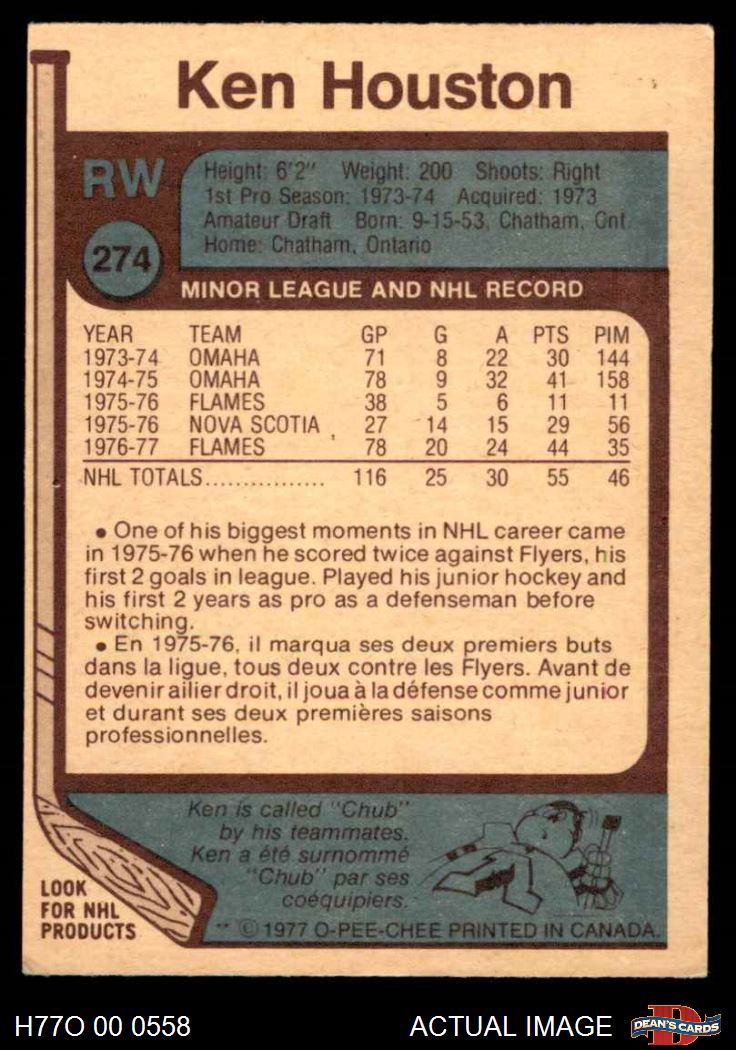 Ken Houston
RW
Height: 6'2" Weight: 200 Shoots: Right
1st Pro Season: 1973-74 Acquired: 1973
Amateur Draft Born: 9-15-53, Chatham, Ont.
Home: Chatham, Ontario
274
MINOR LEAGUE AND NHL RECORD
YEAR TEAM GP G A PTS PIM
1973-74 OMAHA 71 8 22 30 144
1974-75 OMAHA 78 9 32 41 158
1975-76 FLAMES 38 5 6 11 11
1975-76 NOVA SCOTIA 27 14 15 29 56
1976-77 FLAMES 78 20 24 44 35
NHL TOTALS................ 116 25 30 55 46
• One of his biggest moments in NHL career came
in 1975-76 when he scored twice against Flyers, his
first 2 goals in league. Played his junior hockey and
his first 2 years as pro as a defenseman before
switching.
• En 1975-76, il marqua ses deux premiers buts
dans la ligue, tous deux contre les Flyers. Avant de
devenir ailier droit, il joua à la défense comme junior
et durant ses deux premières saisons
professionnelles.
Ken is called "Chub"
by his teammates.
Ken a été surnommé
"Chub" par ses
coéquipiers.
LOOK
FOR NHL
PRODUCTS
** © 1977 O-PEE-CHEE PRINTED IN CANADA.
H77O 00 0558
ACTUAL IMAGE
D
DEAN'S CARDS